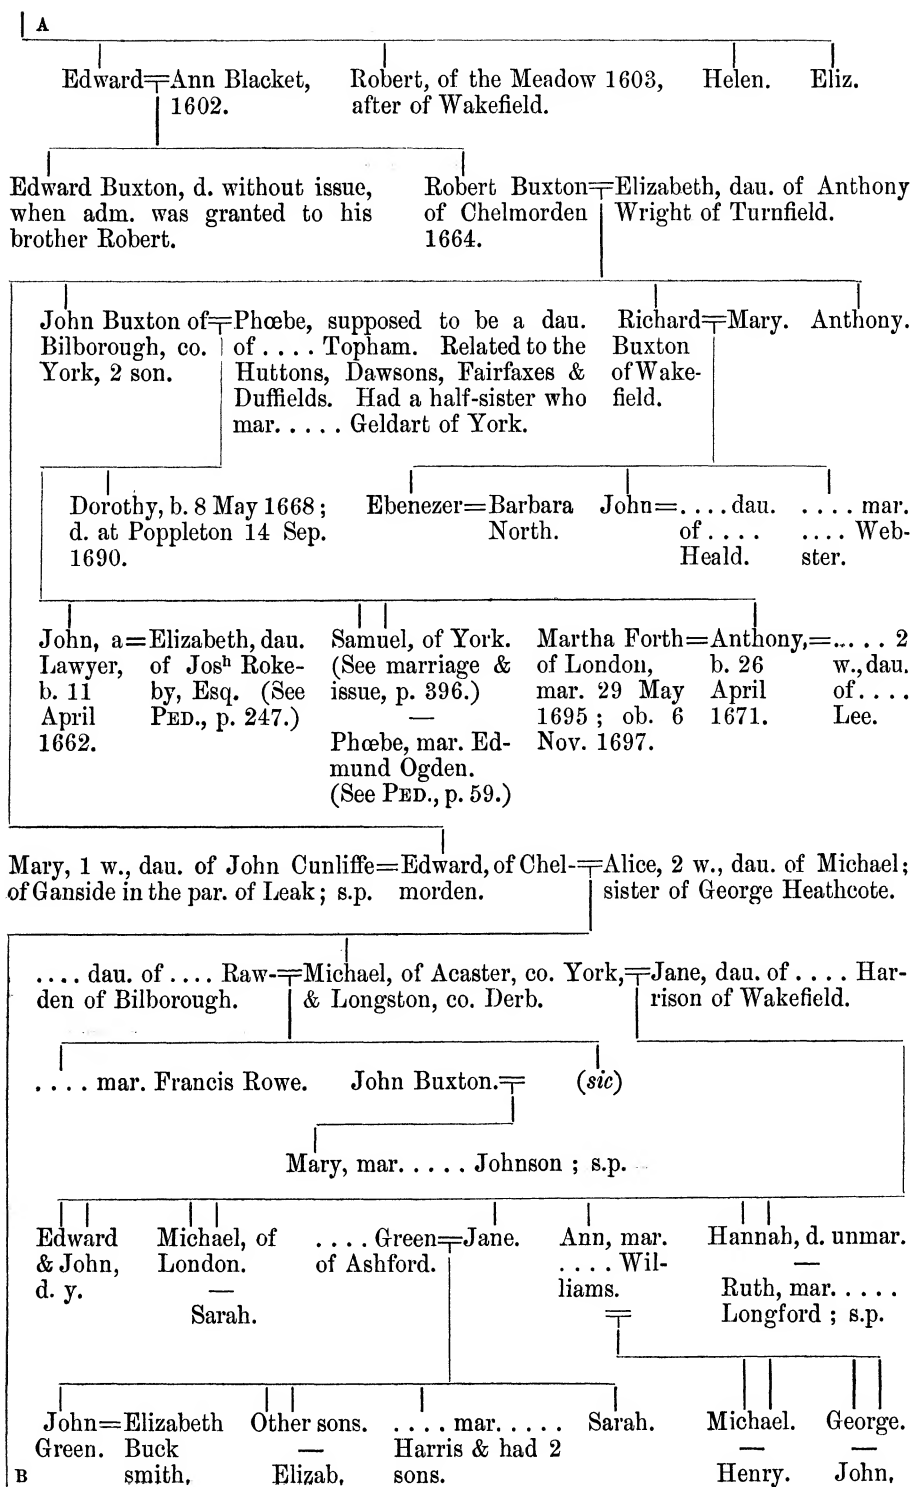 A
Edward=Ann Blacket,
1602.
Robert, of the Meadow 1603,
after of Wakefield.
Helen.
Eliz.
Edward Buxton, d. without issue,
when adm. was granted to his
brother Robert.
Robert Buxton=Elizabeth, dau. of Anthony
of Chelmorden Wright of Turnfield.
1664.
John Buxton of=Phœbe, supposed to be a dau.
Bilborough, co. of . . . . Topham. Related to the
York, 2 son. Huttons, Dawsons, Fairfaxes &
Duffields. Had a half-sister who
mar. . . . . Geldart of York.
Richard=Mary.
Buxton
of Wake-
field.
Anthony.
Dorothy, b. 8 May 1668;
d. at Poppleton 14 Sep.
1690.
Ebenezer=Barbara
North.
John=. . . . dau.
of . . . .
Heald.
. . . . mar.
. . . . Web-
ster.
John, a=Elizabeth, dau.
Lawyer, of Josʰ Roke-
b. 11 by, Esq. (See
April PED., p. 247.)
1662.
Samuel, of York.
(See marriage &
issue, p. 396.)
—
Phœbe, mar. Ed-
mund Ogden.
(See PED., p. 59.)
Martha Forth=Anthony,=. . . . . 2
of London, b. 26 w., dau.
mar. 29 May April of . . . .
1695; ob. 6 1671. Lee.
Nov. 1697.
Mary, 1 w., dau. of John Cunliffe=Edward, of Chel-=Alice, 2 w., dau. of Michael;
of Ganside in the par. of Leak; s.p. morden. sister of George Heathcote.
. . . . dau. of . . . . Raw-=Michael, of Acaster, co. York,=Jane, dau. of . . . . Har-
den of Bilborough. & Longston, co. Derb. rison of Wakefield.
. . . . mar. Francis Rowe. John Buxton.= (sic)
Mary, mar. . . . . Johnson; s.p.
Edward
& John,
d. y.
Michael, of
London.
—
Sarah.
. . . . Green=Jane.
of Ashford.
Ann, mar.
. . . . Wil-
liams.
=
Hannah, d. unmar.
—
Ruth, mar. . . . .
Longford; s.p.
John=Elizabeth
Green. Buck
smith,
Other sons.
—
Elizab,
. . . . mar. . . . .
Harris & had 2
sons.
Sarah.
Michael.
—
Henry.
George.
—
John,
B